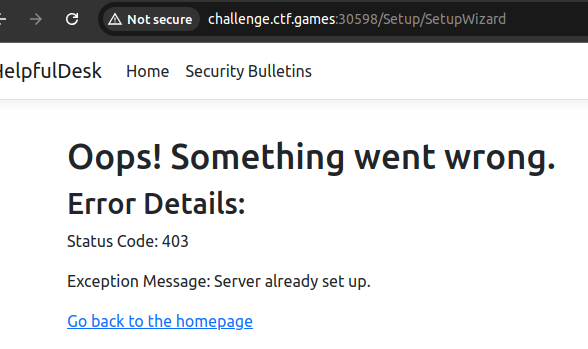 Not secure challenge.ctf.games:30598/Setup/SetupWizard
HelpfulDesk Home Security Bulletins
Oops! Something went wrong.
Error Details:
Status Code: 403
Exception Message: Server already set up.
Go back to the homepage